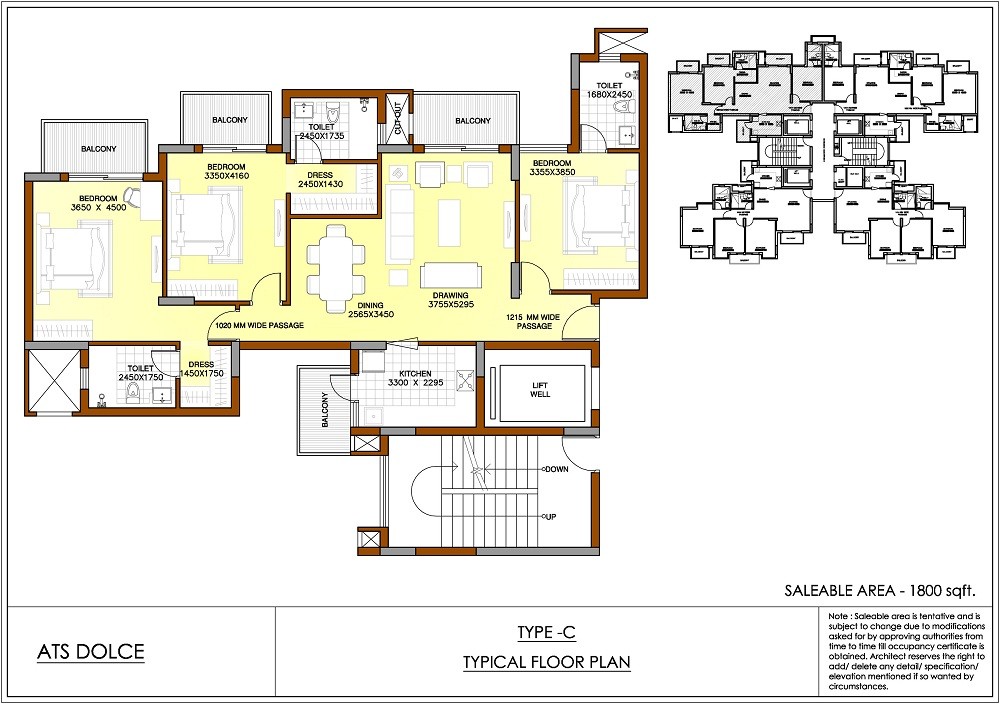 TOILET
1680X2450
BALCONY
BALCONY
CUT OUT
BALCONY
TOILET
2450X1735
BEDROOM
3350X4160
DRESS
2450X1430
BEDROOM
3355X3850
BEDROOM
3650 X 4500
DINING
2565X3450
DRAWING
3755X5295
1215 MM WIDE
PASSAGE
1020 MM WIDE PASSAGE
TOILET
2450X1750
DRESS
1450X1750
KITCHEN
3300 X 2295
BALCONY
LIFT
WELL
DOWN
UP
SALEABLE AREA - 1800 sqft.
ATS DOLCE
TYPE -C
TYPICAL FLOOR PLAN
Note : Saleable area is tentative and is
subject to change due to modifications
asked for by approving authorities from
time to time till occupancy certificate is
obtained. Architect reserves the right to
add/ delete any detail/ specification/
elevation mentioned if so wanted by
circumstances.